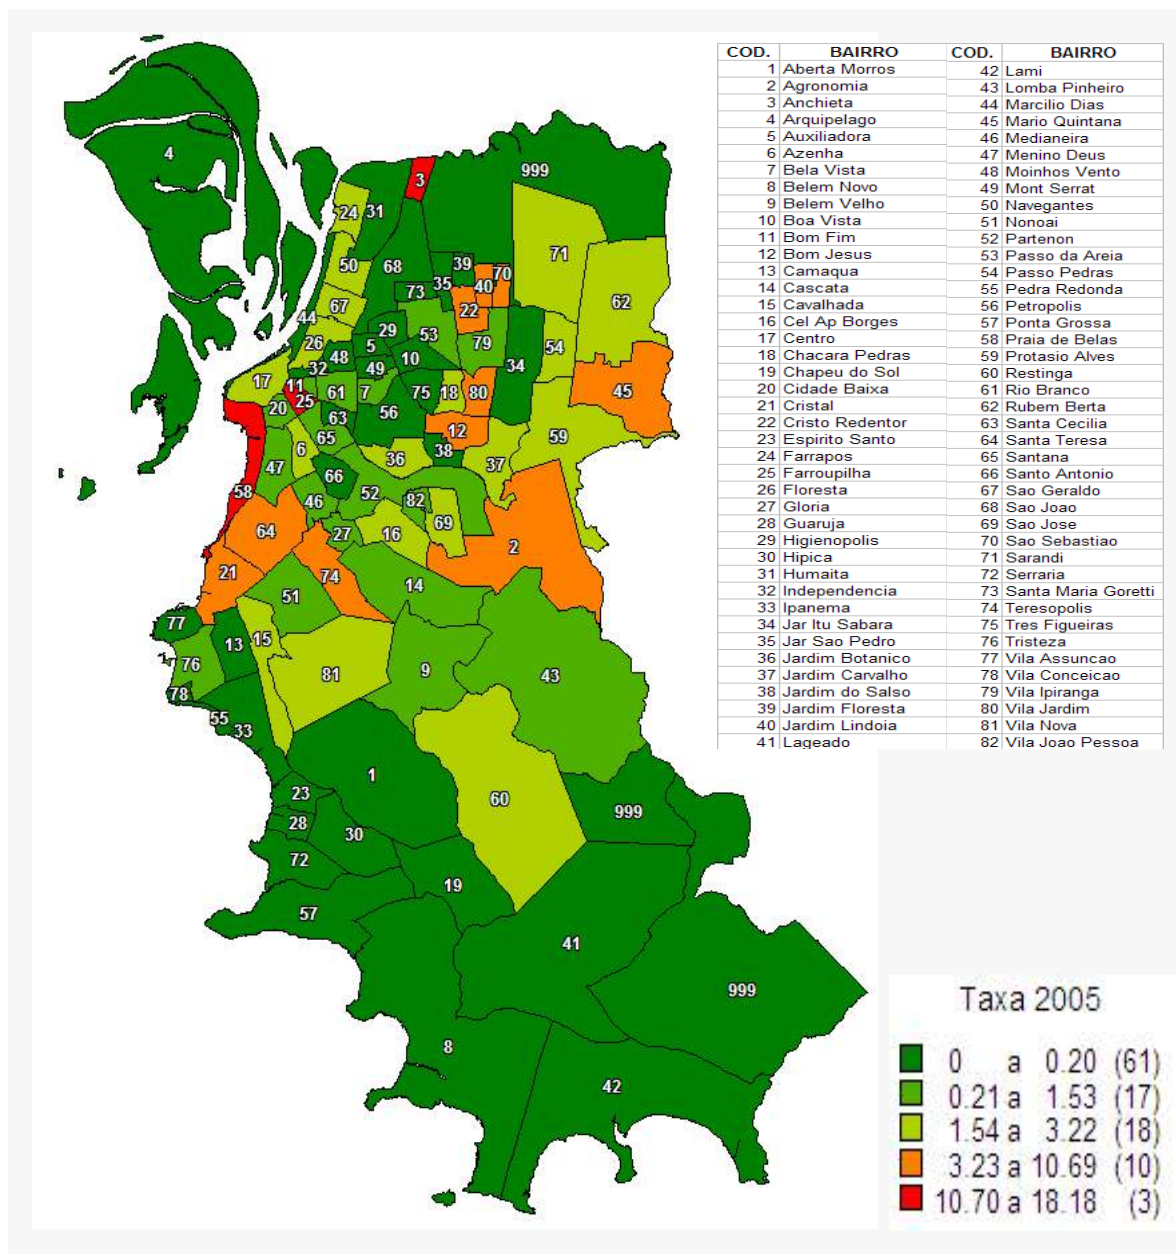 COD. BAIRRO COD. BAIRRO
1 Aberta Morros 42 Lami
2 Agronomia 43 Lomba Pinheiro
3 Anchieta 44 Marcilio Dias
4 Arquipelago 45 Mario Quintana
5 Auxiliadora 46 Medianeira
6 Azenha 47 Menino Deus
7 Bela Vista 48 Moinhos Vento
8 Belem Novo 49 Mont Serrat
9 Belem Velho 50 Navegantes
10 Boa Vista 51 Nonoai
11 Bom Fim 52 Partenon
12 Bom Jesus 53 Passo da Areia
13 Camaqua 54 Passo Pedras
14 Cascata 55 Pedra Redonda
15 Cavalhada 56 Petropolis
16 Cel Ap Borges 57 Ponta Grossa
17 Centro 58 Praia de Belas
18 Chacara Pedras 59 Protasio Alves
19 Chapeu do Sol 60 Restinga
20 Cidade Baixa 61 Rio Branco
21 Cristal 62 Rubem Berta
22 Cristo Redentor 63 Santa Cecilia
23 Espirito Santo 64 Santa Teresa
24 Farrapos 65 Santana
25 Farroupilha 66 Santo Antonio
26 Floresta 67 Sao Geraldo
27 Gloria 68 Sao Joao
28 Guaruja 69 Sao Jose
29 Higienopolis 70 Sao Sebastiao
30 Hipica 71 Sarandi
31 Humaita 72 Serraria
32 Independencia 73 Santa Maria Goretti
33 Ipanema 74 Teresopolis
34 Jar Itu Sabara 75 Tres Figueiras
35 Jar Sao Pedro 76 Tristeza
36 Jardim Botanico 77 Vila Assuncao
37 Jardim Carvalho 78 Vila Conceicao
38 Jardim do Salso 79 Vila Ipiranga
39 Jardim Floresta 80 Vila Jardim
40 Jardim Lindoia 81 Vila Nova
41 Lageado 82 Vila Joao Pessoa
4
3
999
24
31
71
50
68
39
70
35
40
73
62
67
22
44
29
53
26
5
79
54
48
10
34
32
49
17
11
25
61
7
75
18
80
45
20
63
56
12
59
65
6
38
36
37
47
66
58
46
52
82
64
27
16
69
2
21
74
14
51
77
13
15
76
81
9
43
78
55
33
1
23
60
999
28
30
72
19
57
41
999
8
42
Taxa 2005
0 a 0.20 (61)
0.21 a 1.53 (17)
1.54 a 3.22 (18)
3.23 a 10.69 (10)
10.70 a 18.18 (3)